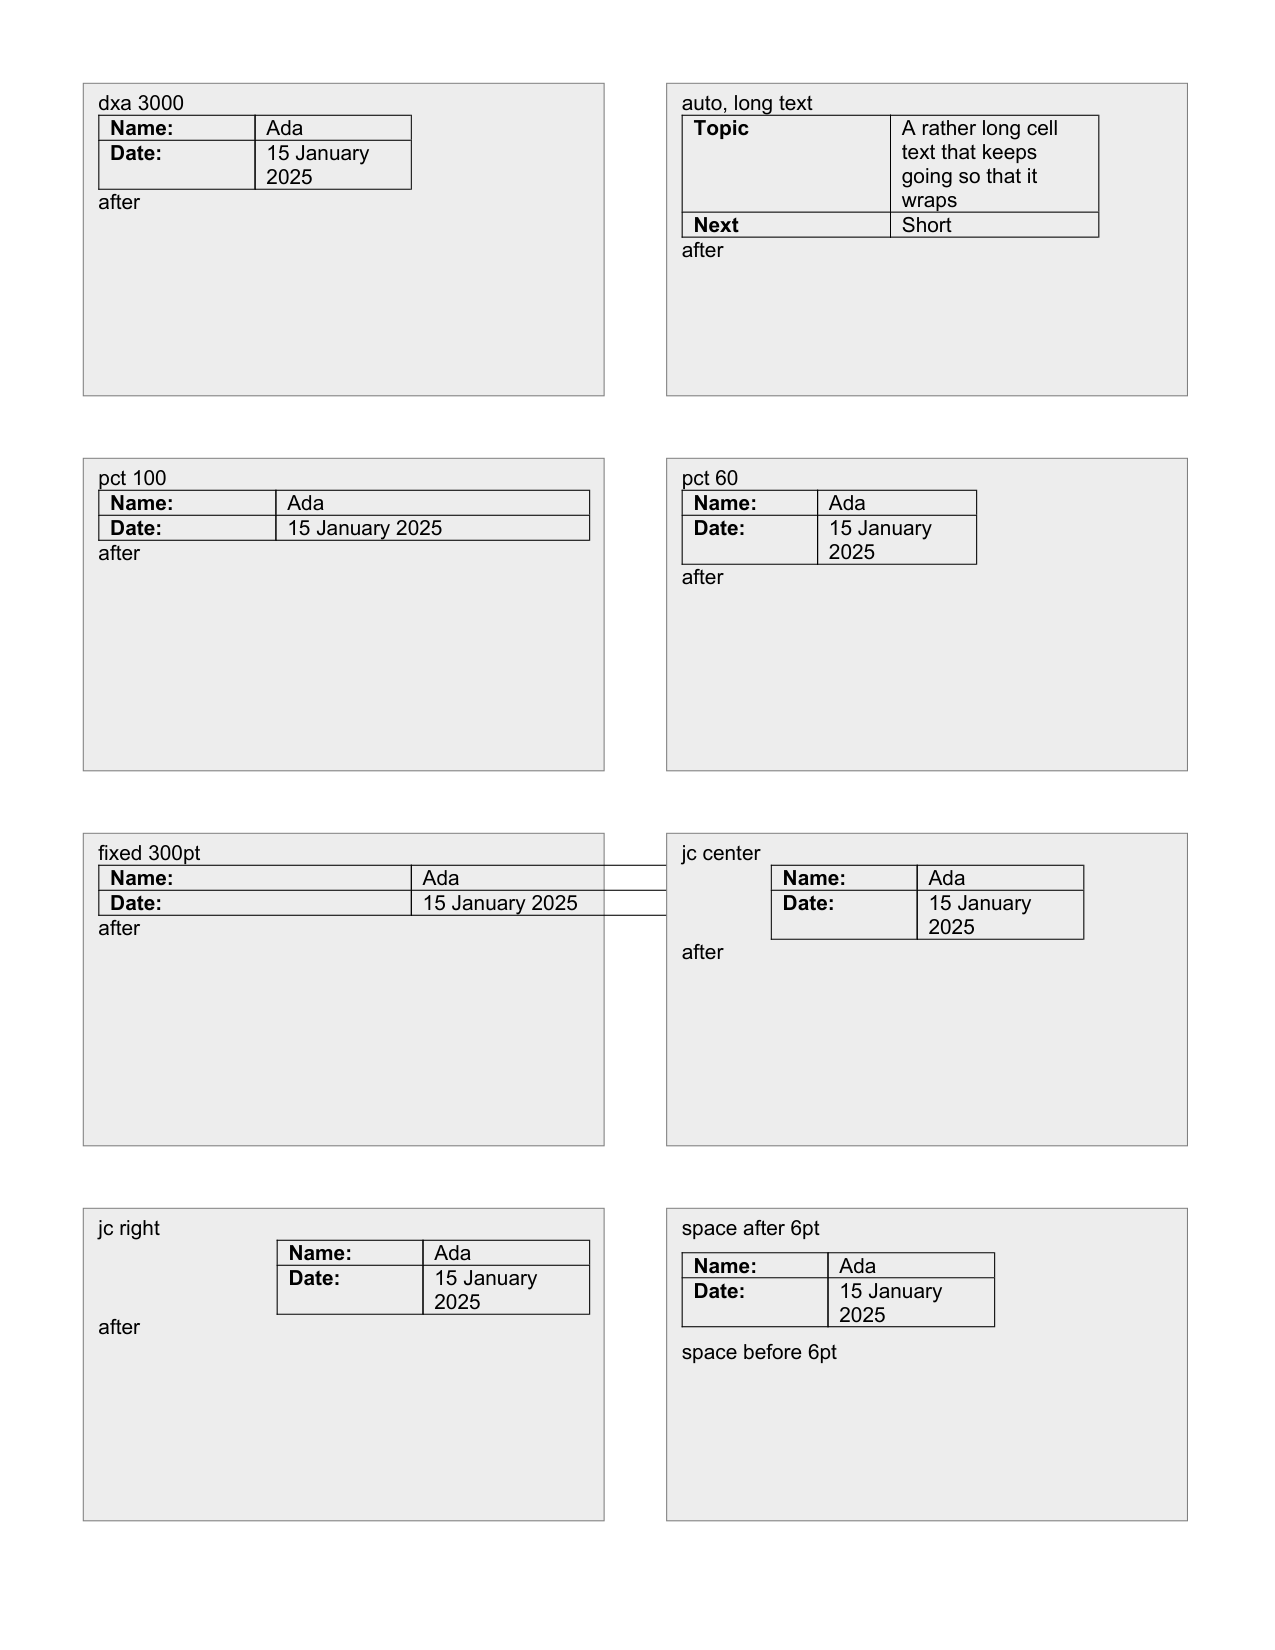 dxa 3000
Name: Ada
Date: 15 January
2025
after
auto, long text
Topic A rather long cell
text that keeps
going so that it
wraps
Next Short
after
pct 100
Name: Ada
Date: 15 January 2025
after
pct 60
Name: Ada
Date: 15 January
2025
after
fixed 300pt
Name: Ada
Date: 15 January 2025
after
jc center
Name: Ada
Date: 15 January
2025
after
jc right
Name: Ada
Date: 15 January
2025
after
space after 6pt
Name: Ada
Date: 15 January
2025
space before 6pt